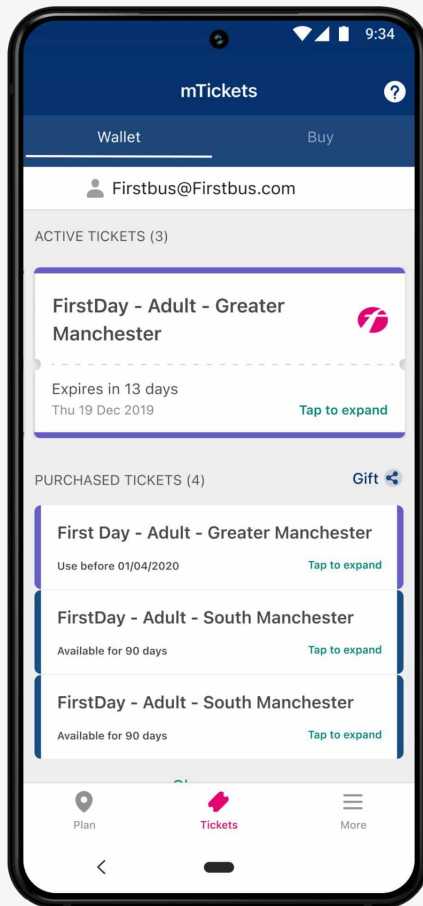 9:34
mTickets
?
Wallet
Buy
Firstbus@Firstbus.com
ACTIVE TICKETS (3)
FirstDay - Adult - Greater
Manchester
Expires in 13 days
Thu 19 Dec 2019
Tap to expand
PURCHASED TICKETS (4)
Gift
First Day - Adult - Greater Manchester
Use before 01/04/2020
Tap to expand
FirstDay - Adult - South Manchester
Available for 90 days
Tap to expand
FirstDay - Adult - South Manchester
Available for 90 days
Tap to expand
Plan
Tickets
More